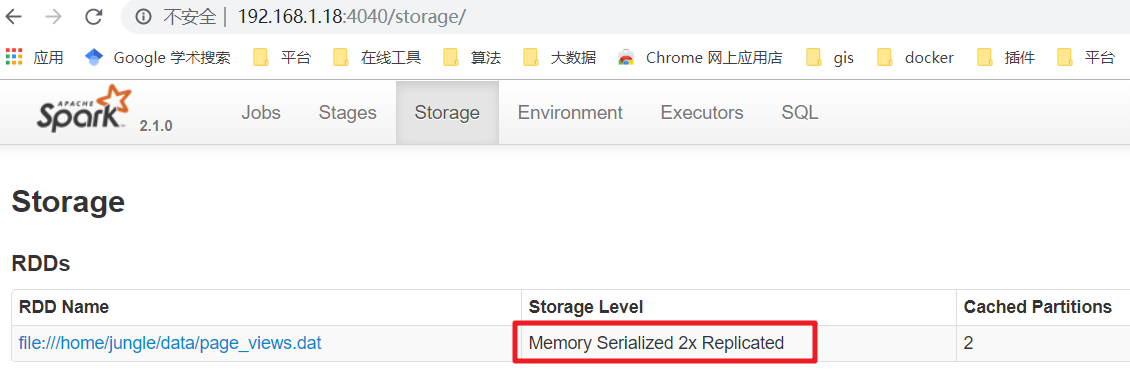 不安全 | 192.168.1.18:4040/storage/
应用 Google 学术搜索 平台 在线工具 算法 大数据 Chrome 网上应用店 gis docker 插件 平台
APACHE Spark 2.1.0 Jobs Stages Storage Environment Executors SQL
Storage
RDDs
RDD Name Storage Level Cached Partitions
file:///home/jungle/data/page_views.dat Memory Serialized 2x Replicated 2